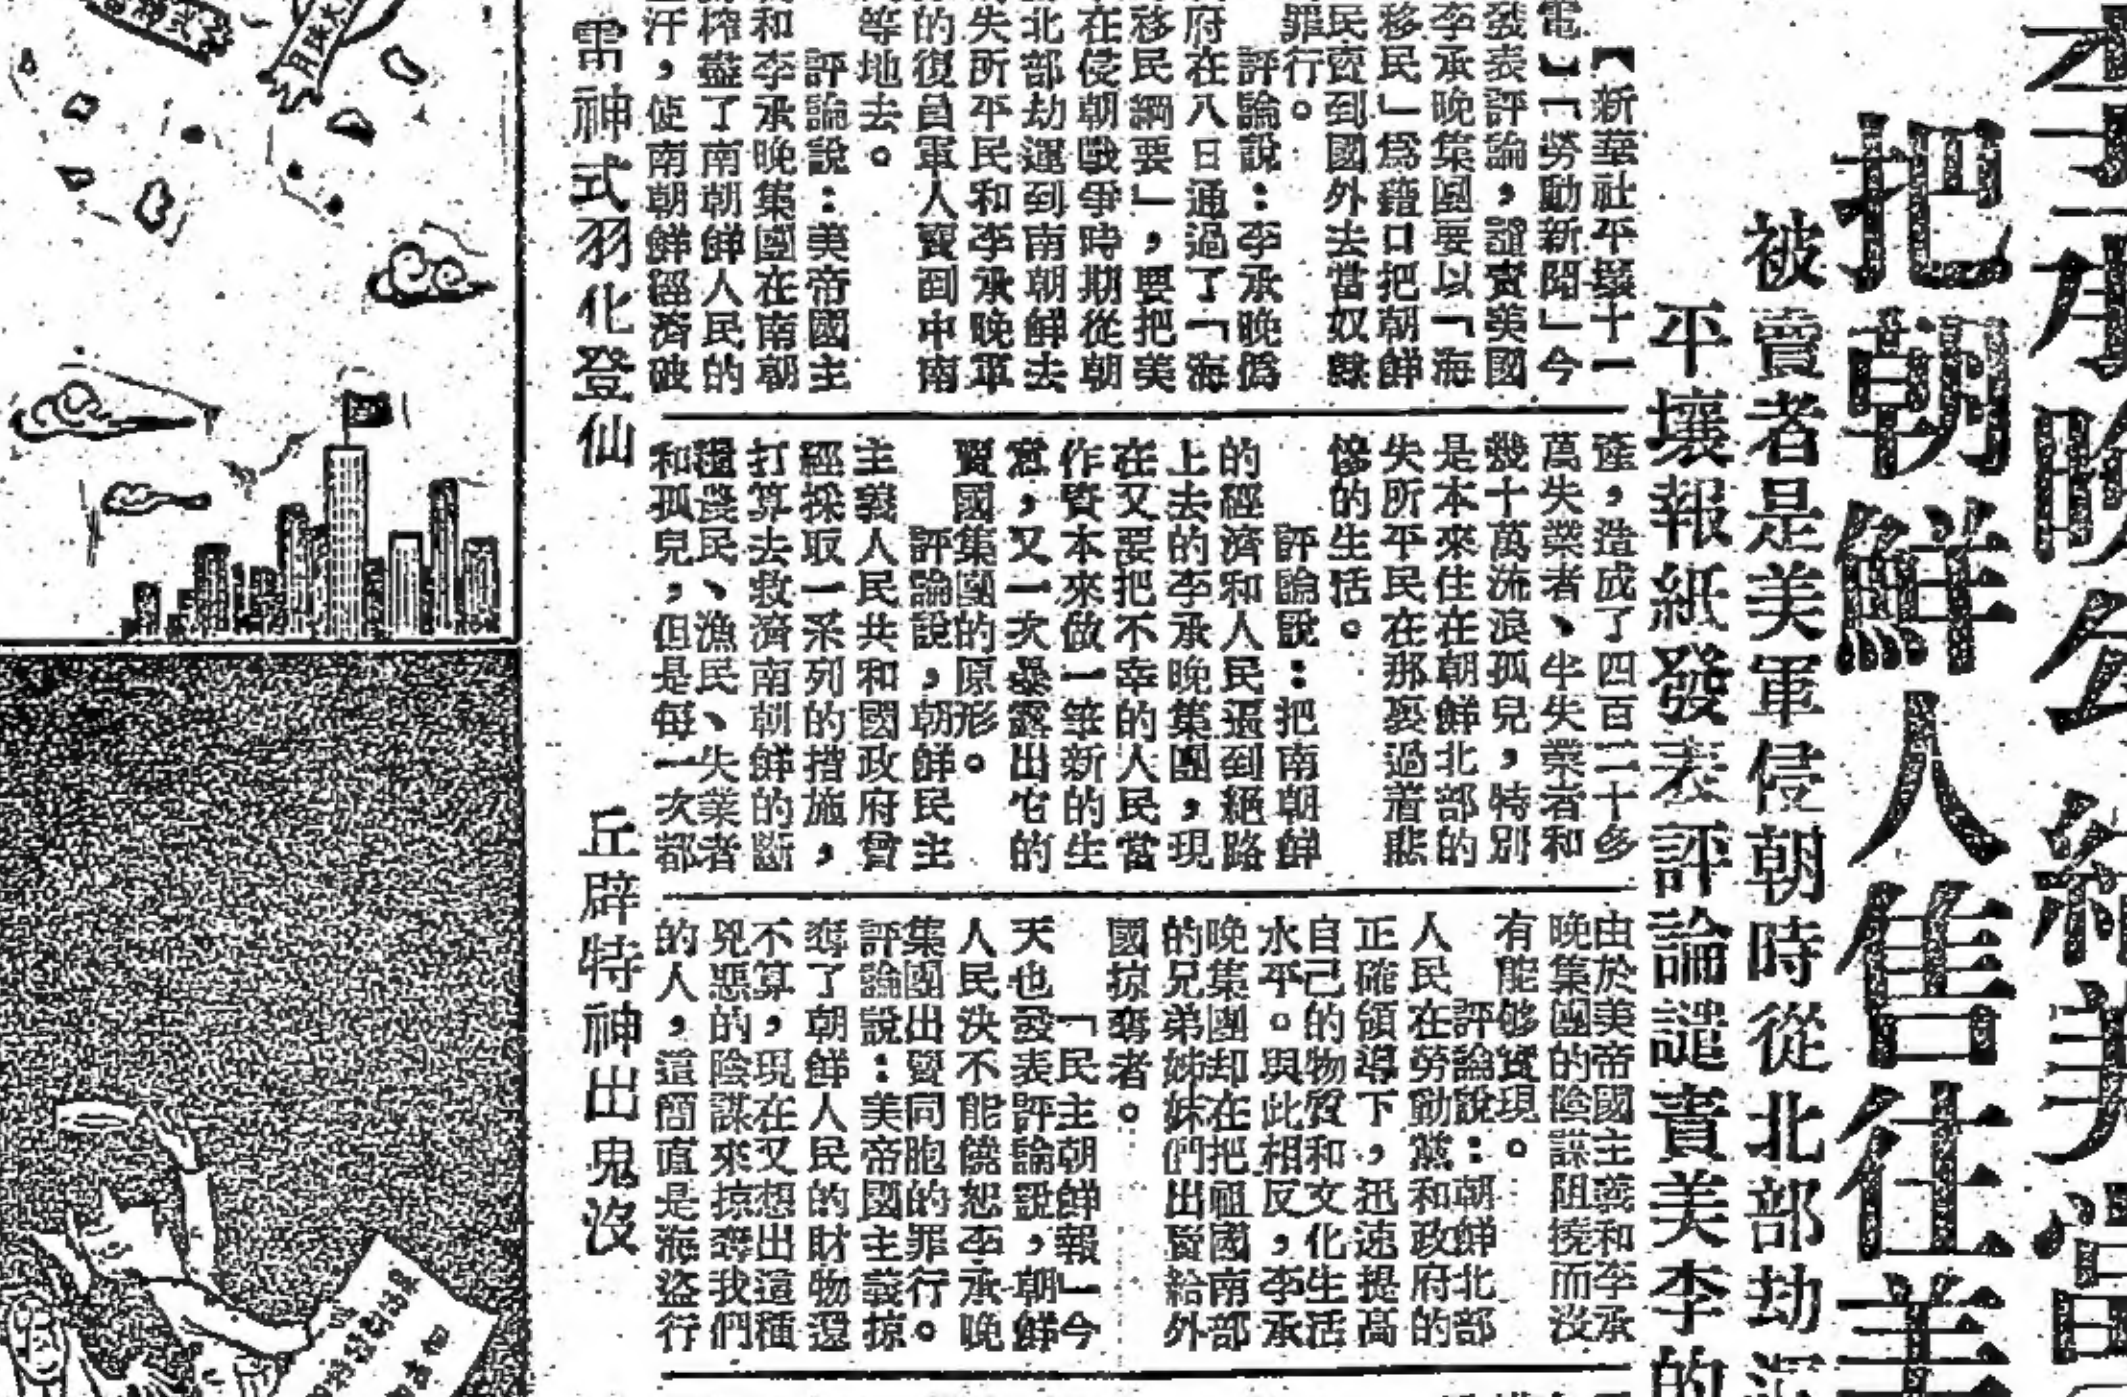 李承晚公
把朝鮮人售往美
被賣者是美軍侵朝時從北部劫
平壤報紙發表評論譴責美李的
【新華社平壤十一
電】「勞動新聞」今
發表評論,譴責美國
李承晚集團要以「海
移民」爲藉口把朝鮮
民賣到國外去當奴隸
罪行。
評論說:李承晚僞
府在八日通過了「海
移民綱要」,要把美
在侵朝戰爭時期從朝
北部劫運到南朝鮮去
失所平民和李承晚軍
的復員軍人賣到中南
等地去。
評論說:美帝國主
和李承晚集團在南朝
榨盡了南朝鮮人民的
汗,使南朝鮮經濟破
產,造成了四百二十多
萬失業者、半失業者和
幾十萬流浪孤兒,特別
是本來住在朝鮮北部的
失所平民在那裏過着悲
慘的生活。
評論說:把南朝鮮
的經濟和人民逼到絕路
上去的李承晚集團,現
在又要把不幸的人民當
作資本來做一筆新的生
意,又一次暴露出它的
賣國集團的原形。
評論說,朝鮮民主
主義人民共和國政府曾
經採取一系列的措施,
打算去救濟南朝鮮的斷
糧農民、漁民、失業者
和孤兒,但是每一次都
由於美帝國主義和李承
晚集團的陰謀阻撓而沒
有能够實現。
評論說:朝鮮北部
人民在勞動黨和政府的
正確領導下,迅速提高
自己的物質和文化生活
水平。與此相反,李承
晚集團却在把祖國南部
的兄弟姊妹們出賣給外
國掠奪者。
「民主朝鮮報」今
天也發表評論說,朝鮮
人民決不能饒恕李承晚
集團出賣同胞的罪行。
評論說:美帝國主義掠
奪了朝鮮人民的財物還
不算,現在又想出這種
兇惡的陰謀來掠奪我們
的人,這簡直是海盜行
雷神式羽化登仙
丘辟特神出鬼沒